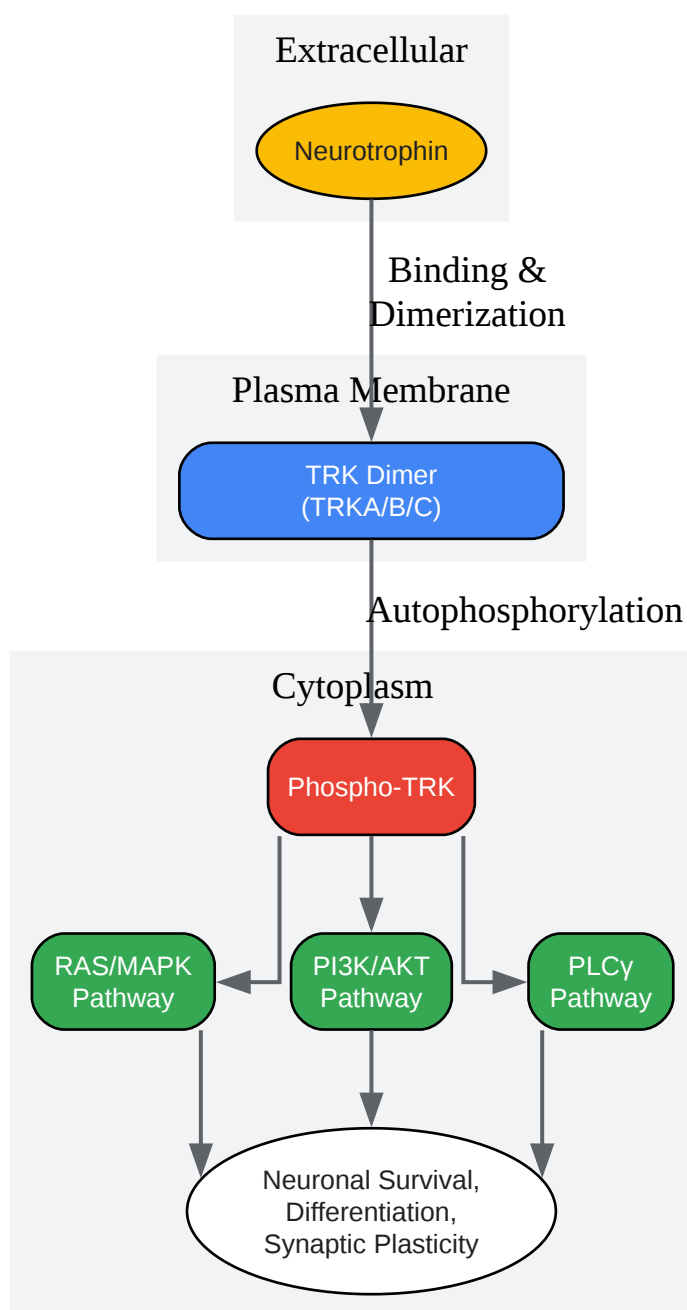 Extracellular
Neurotrophin
Binding &
Dimerization
Plasma Membrane
TRK Dimer
(TRKA/B/C)
Autophosphorylation
Cytoplasm
Phospho-TRK
RAS/MAPK
Pathway
PI3K/AKT
Pathway
PLCγ
Pathway
Neuronal Survival,
Differentiation,
Synaptic Plasticity